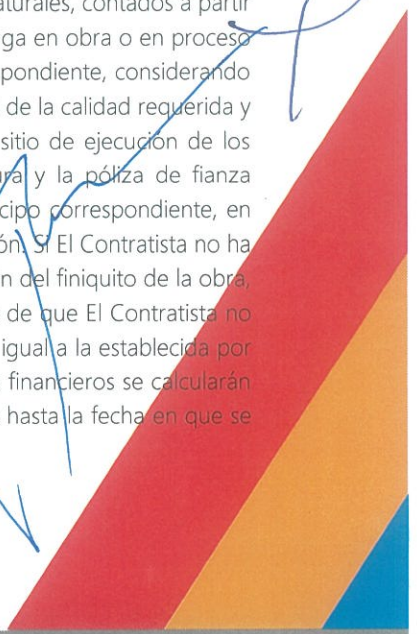 naturales, contados a partir
ga en obra o en proceso
pondiente, considerando
de la calidad requerida y
sitio de ejecución de los
ura y la póliza de fianza
cipo correspondiente, en
ón. Si El Contratista no ha
n del finiquito de la obra,
de que El Contratista no
igual a la establecida por
financieros se calcularán
hasta la fecha en que se